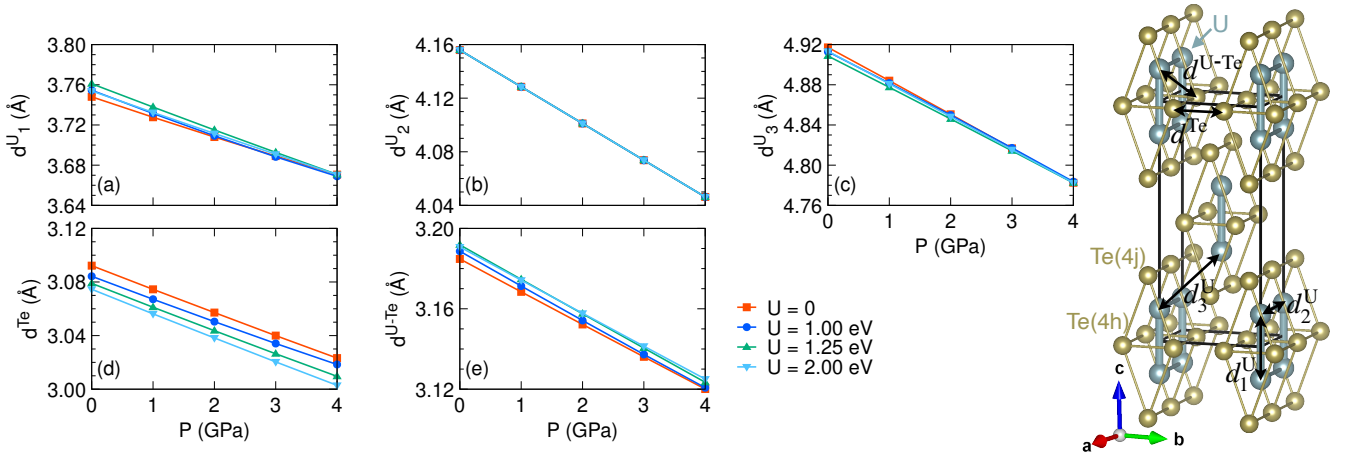 3.80
3.76
3.72
3.68
3.64
d^U_1 (Å)
(a)
4.16
4.12
4.08
4.04
d^U_2 (Å)
(b)
4.92
4.88
4.84
4.80
4.76
d^U_3 (Å)
(c)
0 1 2 3 4
P (GPa)
3.12
3.08
3.04
3.00
d^Te (Å)
(d)
0 1 2 3 4
P (GPa)
3.20
3.16
3.12
d^U-Te (Å)
(e)
0 1 2 3 4
P (GPa)
U = 0
U = 1.00 eV
U = 1.25 eV
U = 2.00 eV
U
d^U-Te
d^Te
Te(4j)
d_3^U
d_2^U
Te(4h)
d_1^U
c
a
b